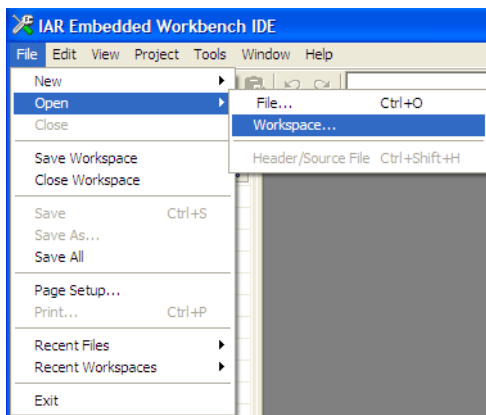 IAR Embedded Workbench IDE
File Edit View Project Tools Window Help
New
Open
Close
Save Workspace
Close Workspace
Save Ctrl+S
Save As...
Save All
Page Setup...
Print... Ctrl+P
Recent Files
Recent Workspaces
Exit
File... Ctrl+O
Workspace...
Header/Source File Ctrl+Shift+H